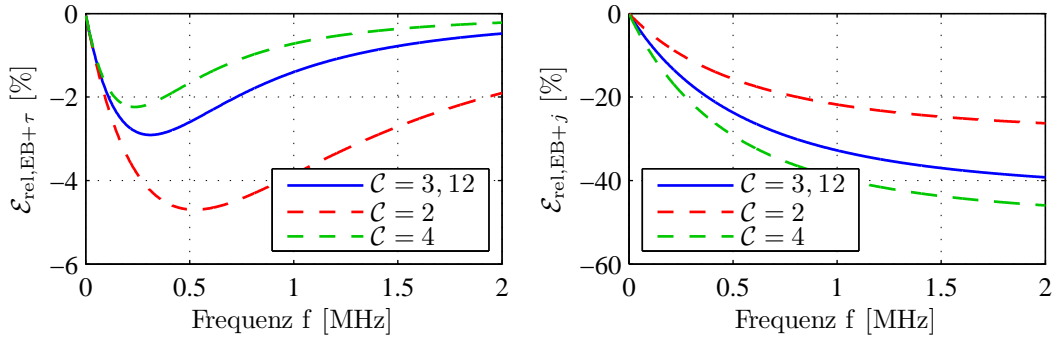 0
−2
−4
−6
0
0.5
1
1.5
2
Frequenz f [MHz]
ℰrel,EB+τ [%]
𝒞 = 3, 12
𝒞 = 2
𝒞 = 4
0
−20
−40
−60
0
0.5
1
1.5
2
Frequenz f [MHz]
ℰrel,EB+j [%]
𝒞 = 3, 12
𝒞 = 2
𝒞 = 4